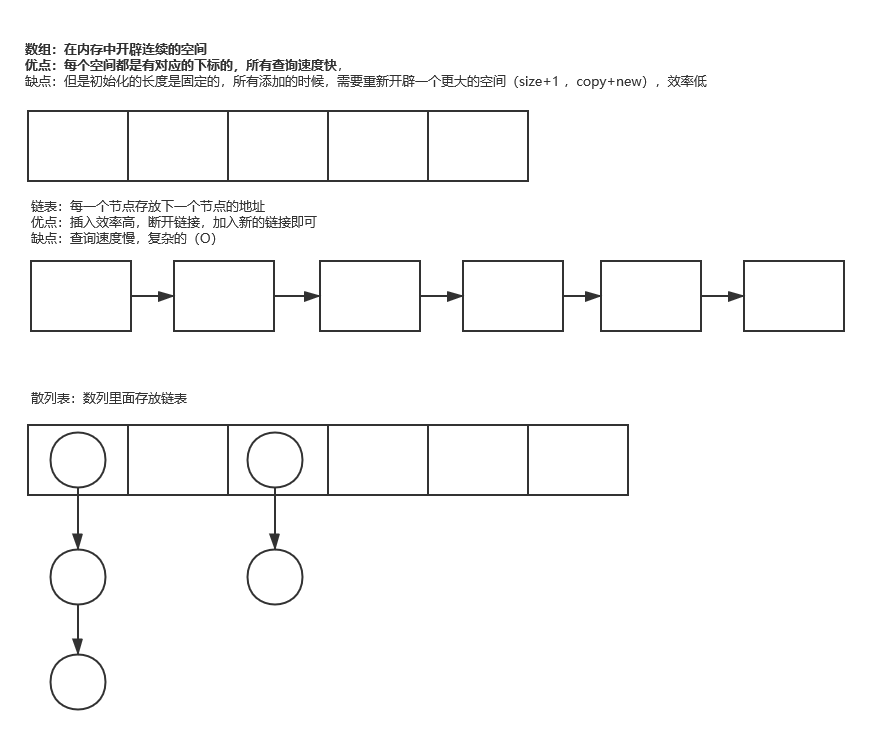 数组：在内存中开辟连续的空间
优点：每个空间都是有对应的下标的，所有查询速度快，
缺点：但是初始化的长度是固定的，所有添加的时候，需要重新开辟一个更大的空间（size+1 ，copy+new），效率低
链表：每一个节点存放下一个节点的地址
优点：插入效率高，断开链接，加入新的链接即可
缺点：查询速度慢，复杂的（O）
散列表：数列里面存放链表